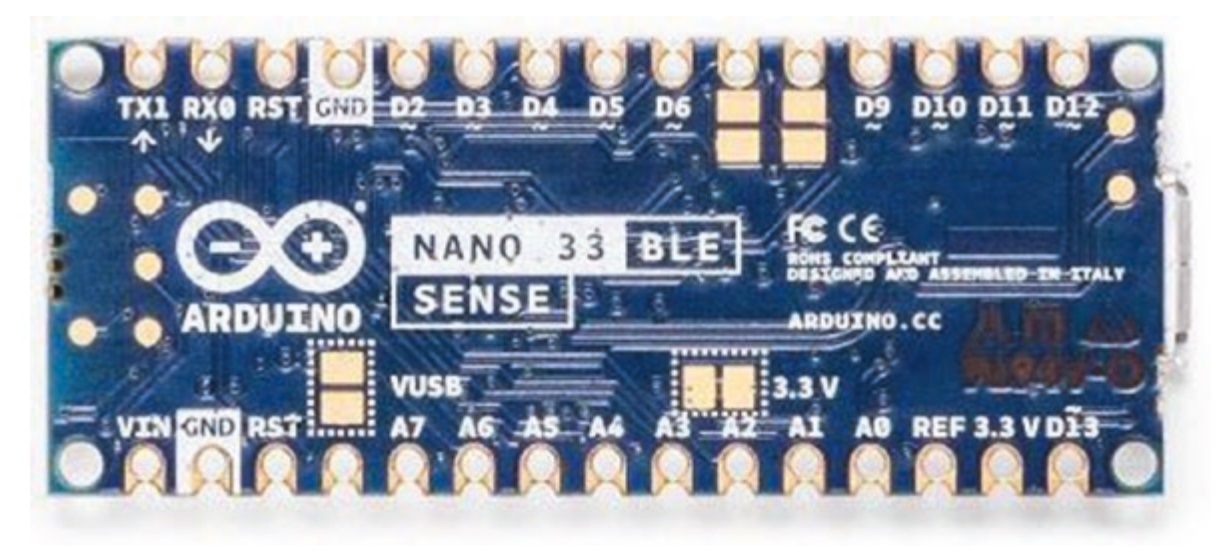 TX1 RX0 RST GND D2 D3 D4 D5 D6 D9 D10 D11 D12
~ ~ ~ ~ ~ ~ ~ ~ ~
NANO 33 BLE
SENSE
ARDUINO
FC CE
ROHS COMPLIANT
DESIGNED AND ASSEMBLED IN ITALY
ARDUINO.CC
VUSB
3.3 V
VIN GND RST A7 A6 A5 A4 A3 A2 A1 A0 REF 3.3 V D13